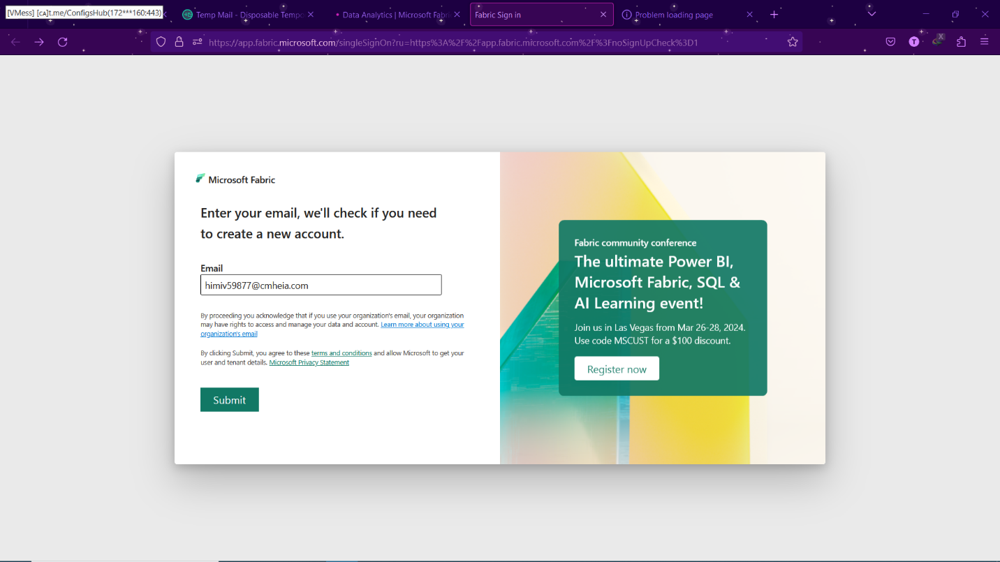 [VMess] [ᴄᴀ]t.me/ConfigsHub(172***160:443)
Temp Mail - Disposable Tempo
Data Analytics | Microsoft Fabri
Fabric Sign in
Problem loading page
https://app.fabric.microsoft.com/singleSignOn?ru=https%3A%2F%2Fapp.fabric.microsoft.com%2F%3FnoSignUpCheck%3D1
T
X
Microsoft Fabric
Enter your email, we'll check if you need
to create a new account.
Email
himiv59877@cmheia.com
By proceeding you acknowledge that if you use your organization's email, your organization
may have rights to access and manage your data and account. Learn more about using your
organization's email
By clicking Submit, you agree to these terms and conditions and allow Microsoft to get your
user and tenant details. Microsoft Privacy Statement
Submit
Fabric community conference
The ultimate Power BI,
Microsoft Fabric, SQL &
AI Learning event!
Join us in Las Vegas from Mar 26-28, 2024.
Use code MSCUST for a $100 discount.
Register now